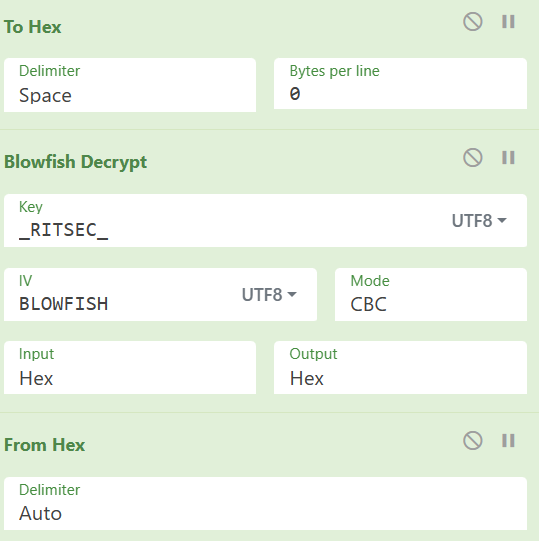 To Hex
Delimiter Bytes per line
Space 0
Blowfish Decrypt
Key
_RITSEC_ UTF8
IV Mode
BLOWFISH UTF8 CBC
Input Output
Hex Hex
From Hex
Delimiter
Auto